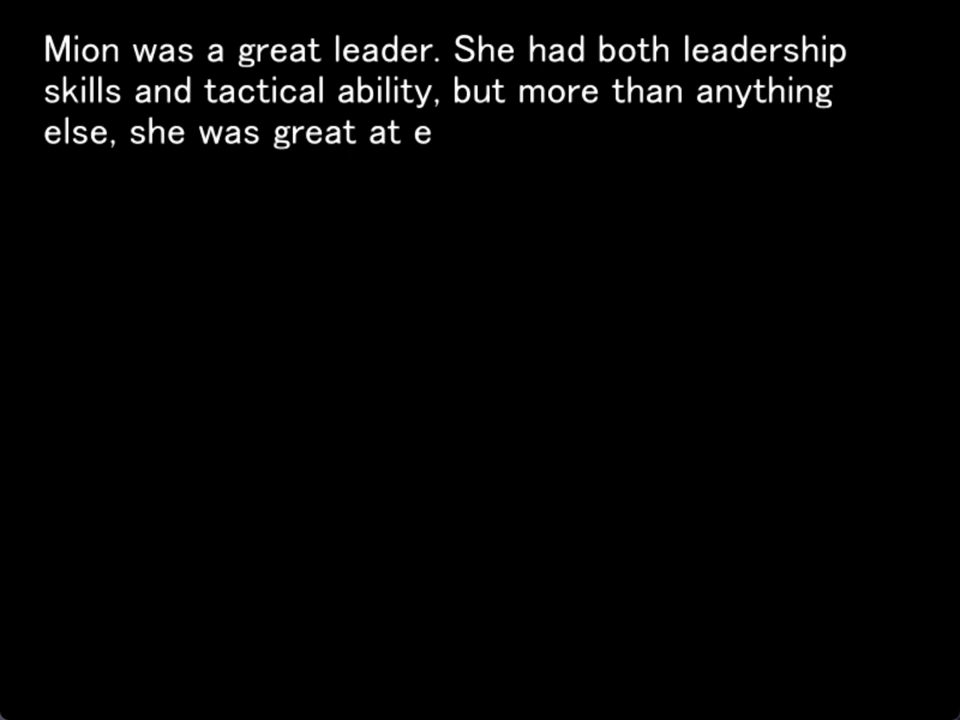 Mion was a great leader. She had both leadership
skills and tactical ability, but more than anything
else, she was great at e